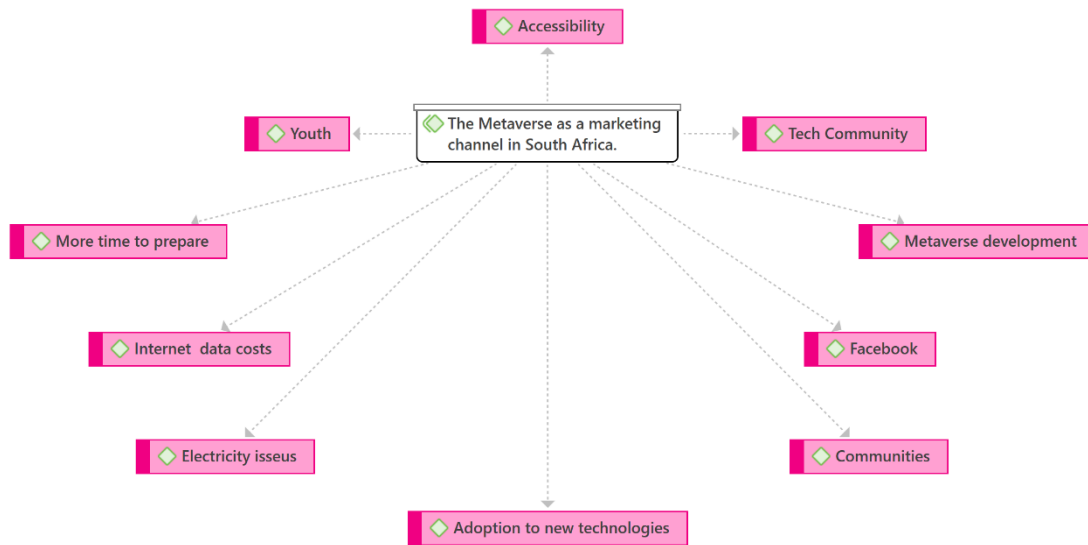 Accessibility
The Metaverse as a marketing
channel in South Africa.
Youth
Tech Community
More time to prepare
Metaverse development
Internet  data costs
Facebook
Electricity isseus
Communities
Adoption to new technologies